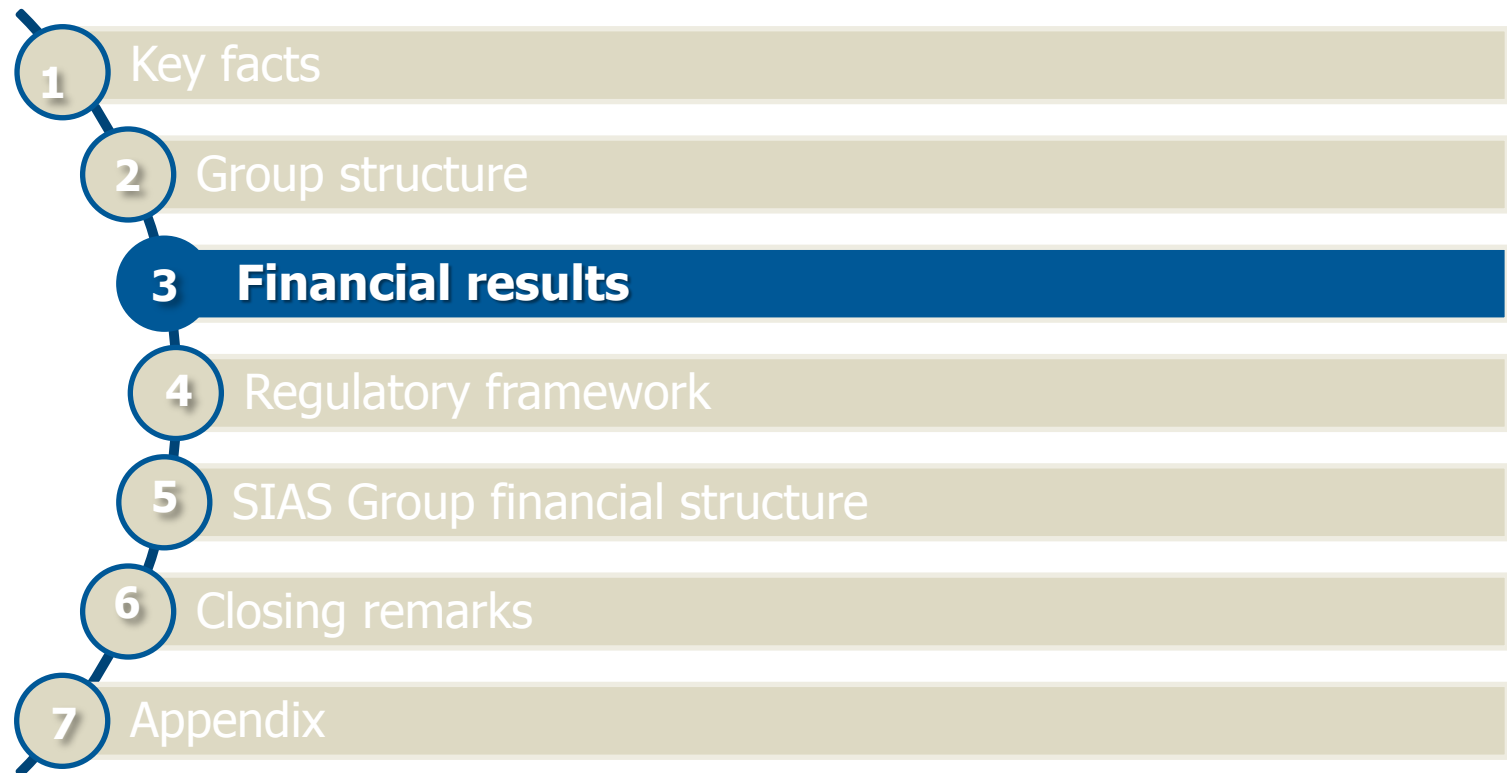 1 Key facts
2 Group structure
3 Financial results
4 Regulatory framework
5 SIAS Group financial structure
6 Closing remarks
7 Appendix